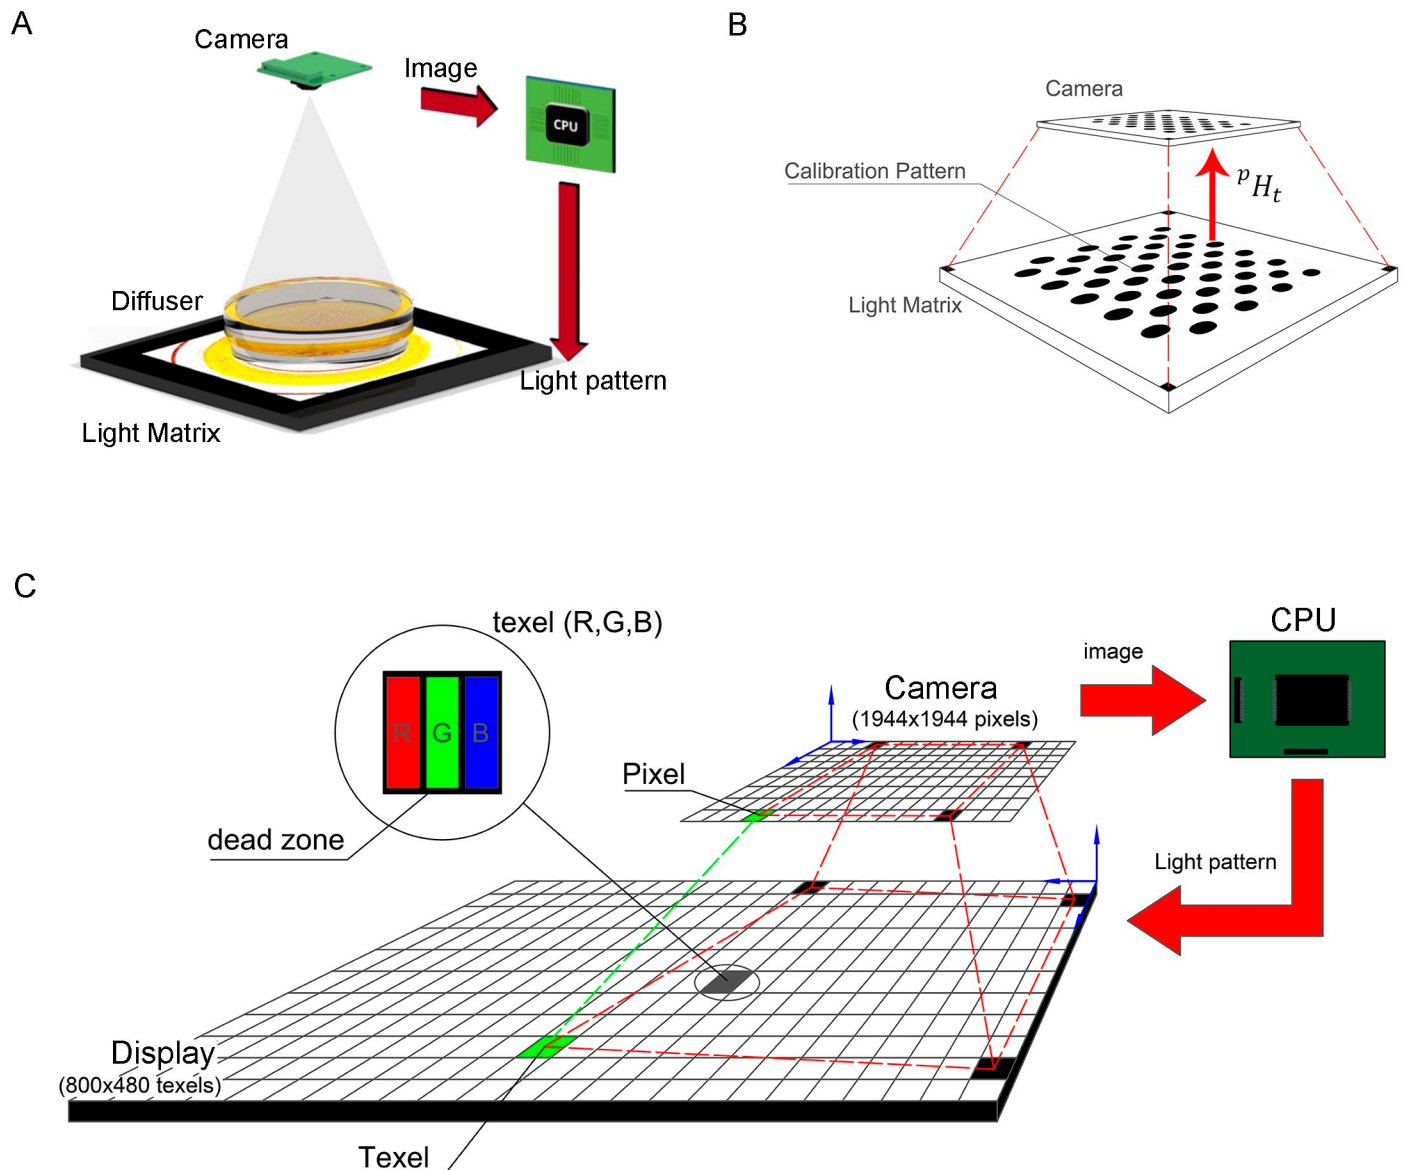 A
Camera
Image
CPU
Diffuser
Light pattern
Light Matrix
B
Camera
Calibration Pattern
pHt
Light Matrix
C
texel (R,G,B)
R G B
dead zone
Camera
(1944x1944 pixels)
Pixel
image
CPU
Light pattern
Display
(800x480 texels)
Texel